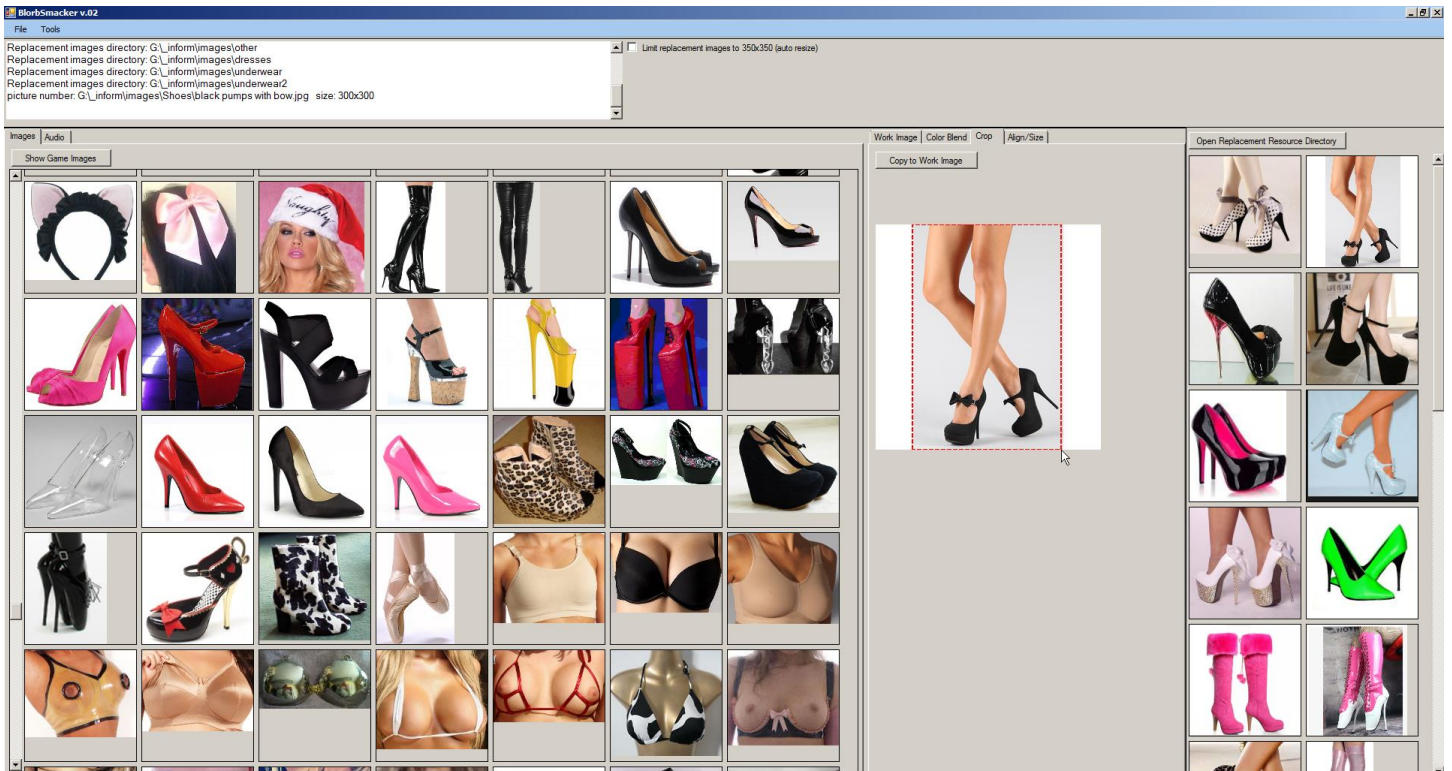 BlorbSmacker v.02
File Tools
Replacement images directory: G:\_inform\images\other
Replacement images directory: G:\_inform\images\dresses
Replacement images directory: G:\_inform\images\underwear
Replacement images directory: G:\_inform\images\underwear2
picture number: G:\_inform\images\Shoes\black pumps with bow.jpg size: 300x300
Limit replacement images to 350x350 (auto resize)
Images Audio
Show Game Images
Work Image Color Blend Crop Align/Size
Copy to Work Image
Open Replacement Resource Directory
Naughty
LIFE IS LIKE